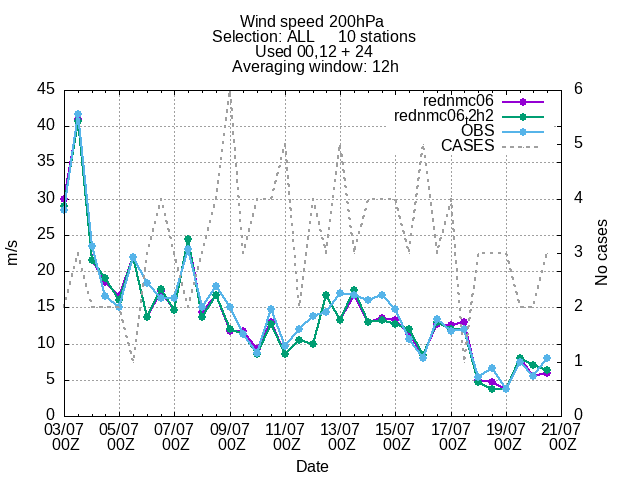 Wind speed 200hPa
Selection: ALL 10 stations
Used 00,12 + 24
Averaging window: 12h
rednmc06
rednmc06,2h2
OBS
CASES
45
40
35
30
25
20
15
10
5
0
6
5
4
3
2
1
0
m/s
No cases
03/07 05/07 07/07 09/07 11/07 13/07 15/07 17/07 19/07 21/07
00Z 00Z 00Z 00Z 00Z 00Z 00Z 00Z 00Z 00Z
Date